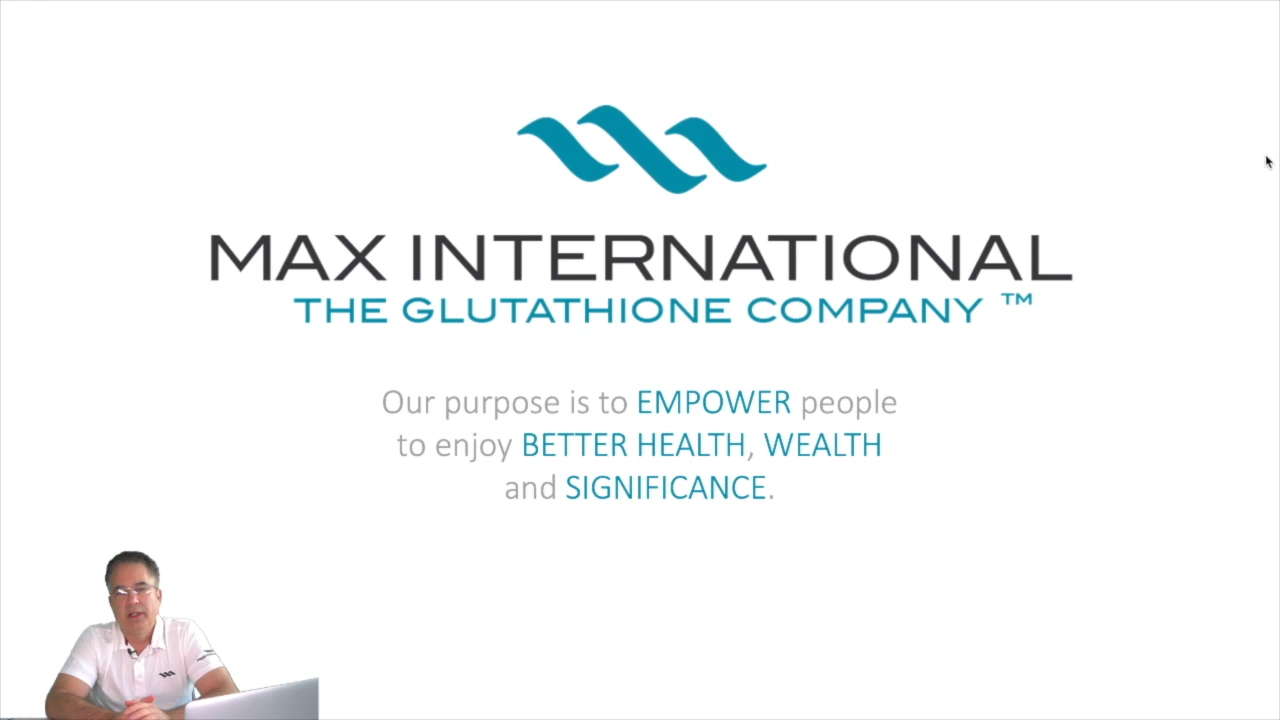 MAX INTERNATIONAL
THE GLUTATHIONE COMPANY ™
Our purpose is to EMPOWER people
to enjoy BETTER HEALTH, WEALTH
and SIGNIFICANCE.